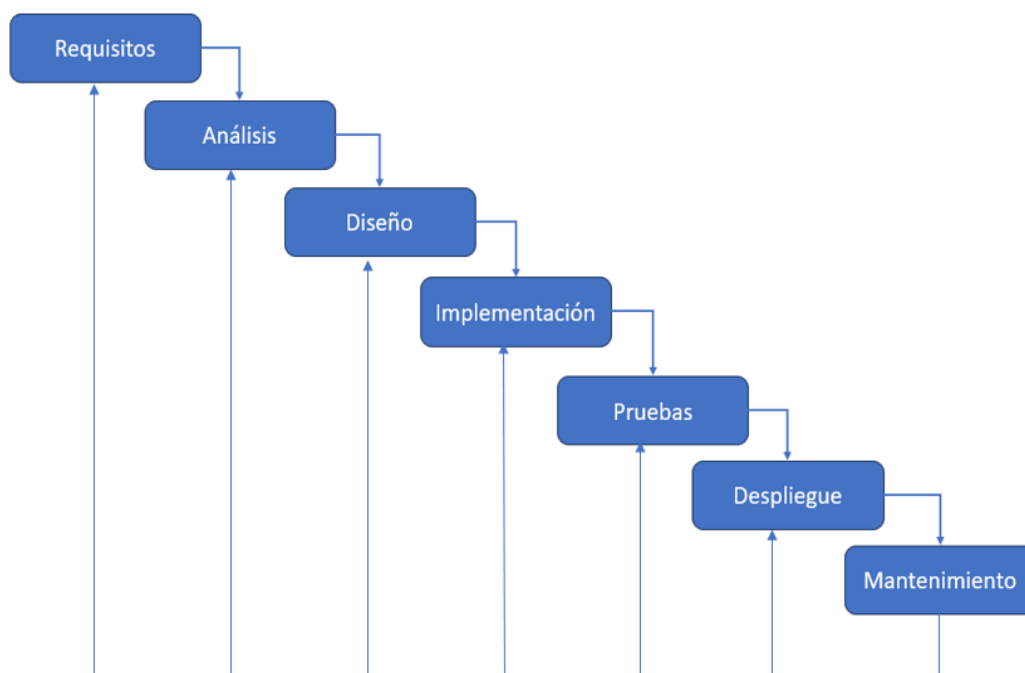 Requisitos
Análisis
Diseño
Implementación
Pruebas
Despliegue
Mantenimiento